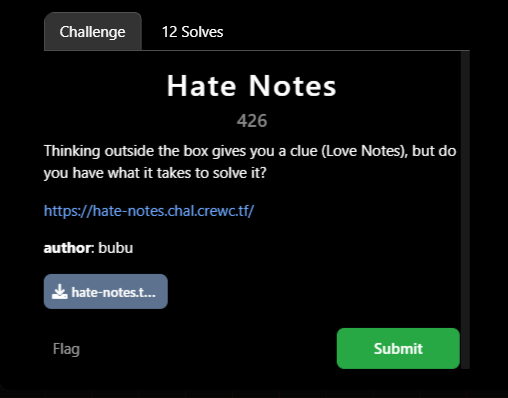 Challenge
12 Solves
Hate Notes
426
Thinking outside the box gives you a clue (Love Notes), but do
you have what it takes to solve it?
https://hate-notes.chal.crewc.tf/
author: bubu
hate-notes.t...
Flag
Submit